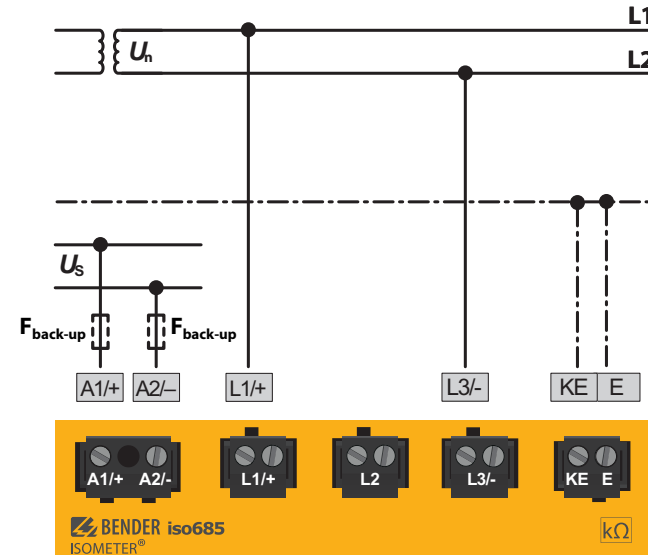 L1
Un
L2
US
Fback-up Fback-up
A1/+ A2/– L1/+ L3/- KE E
A1/+ A2/- L1/+ L2 L3/- KE E
BENDER iso685 kΩ
ISOMETER®